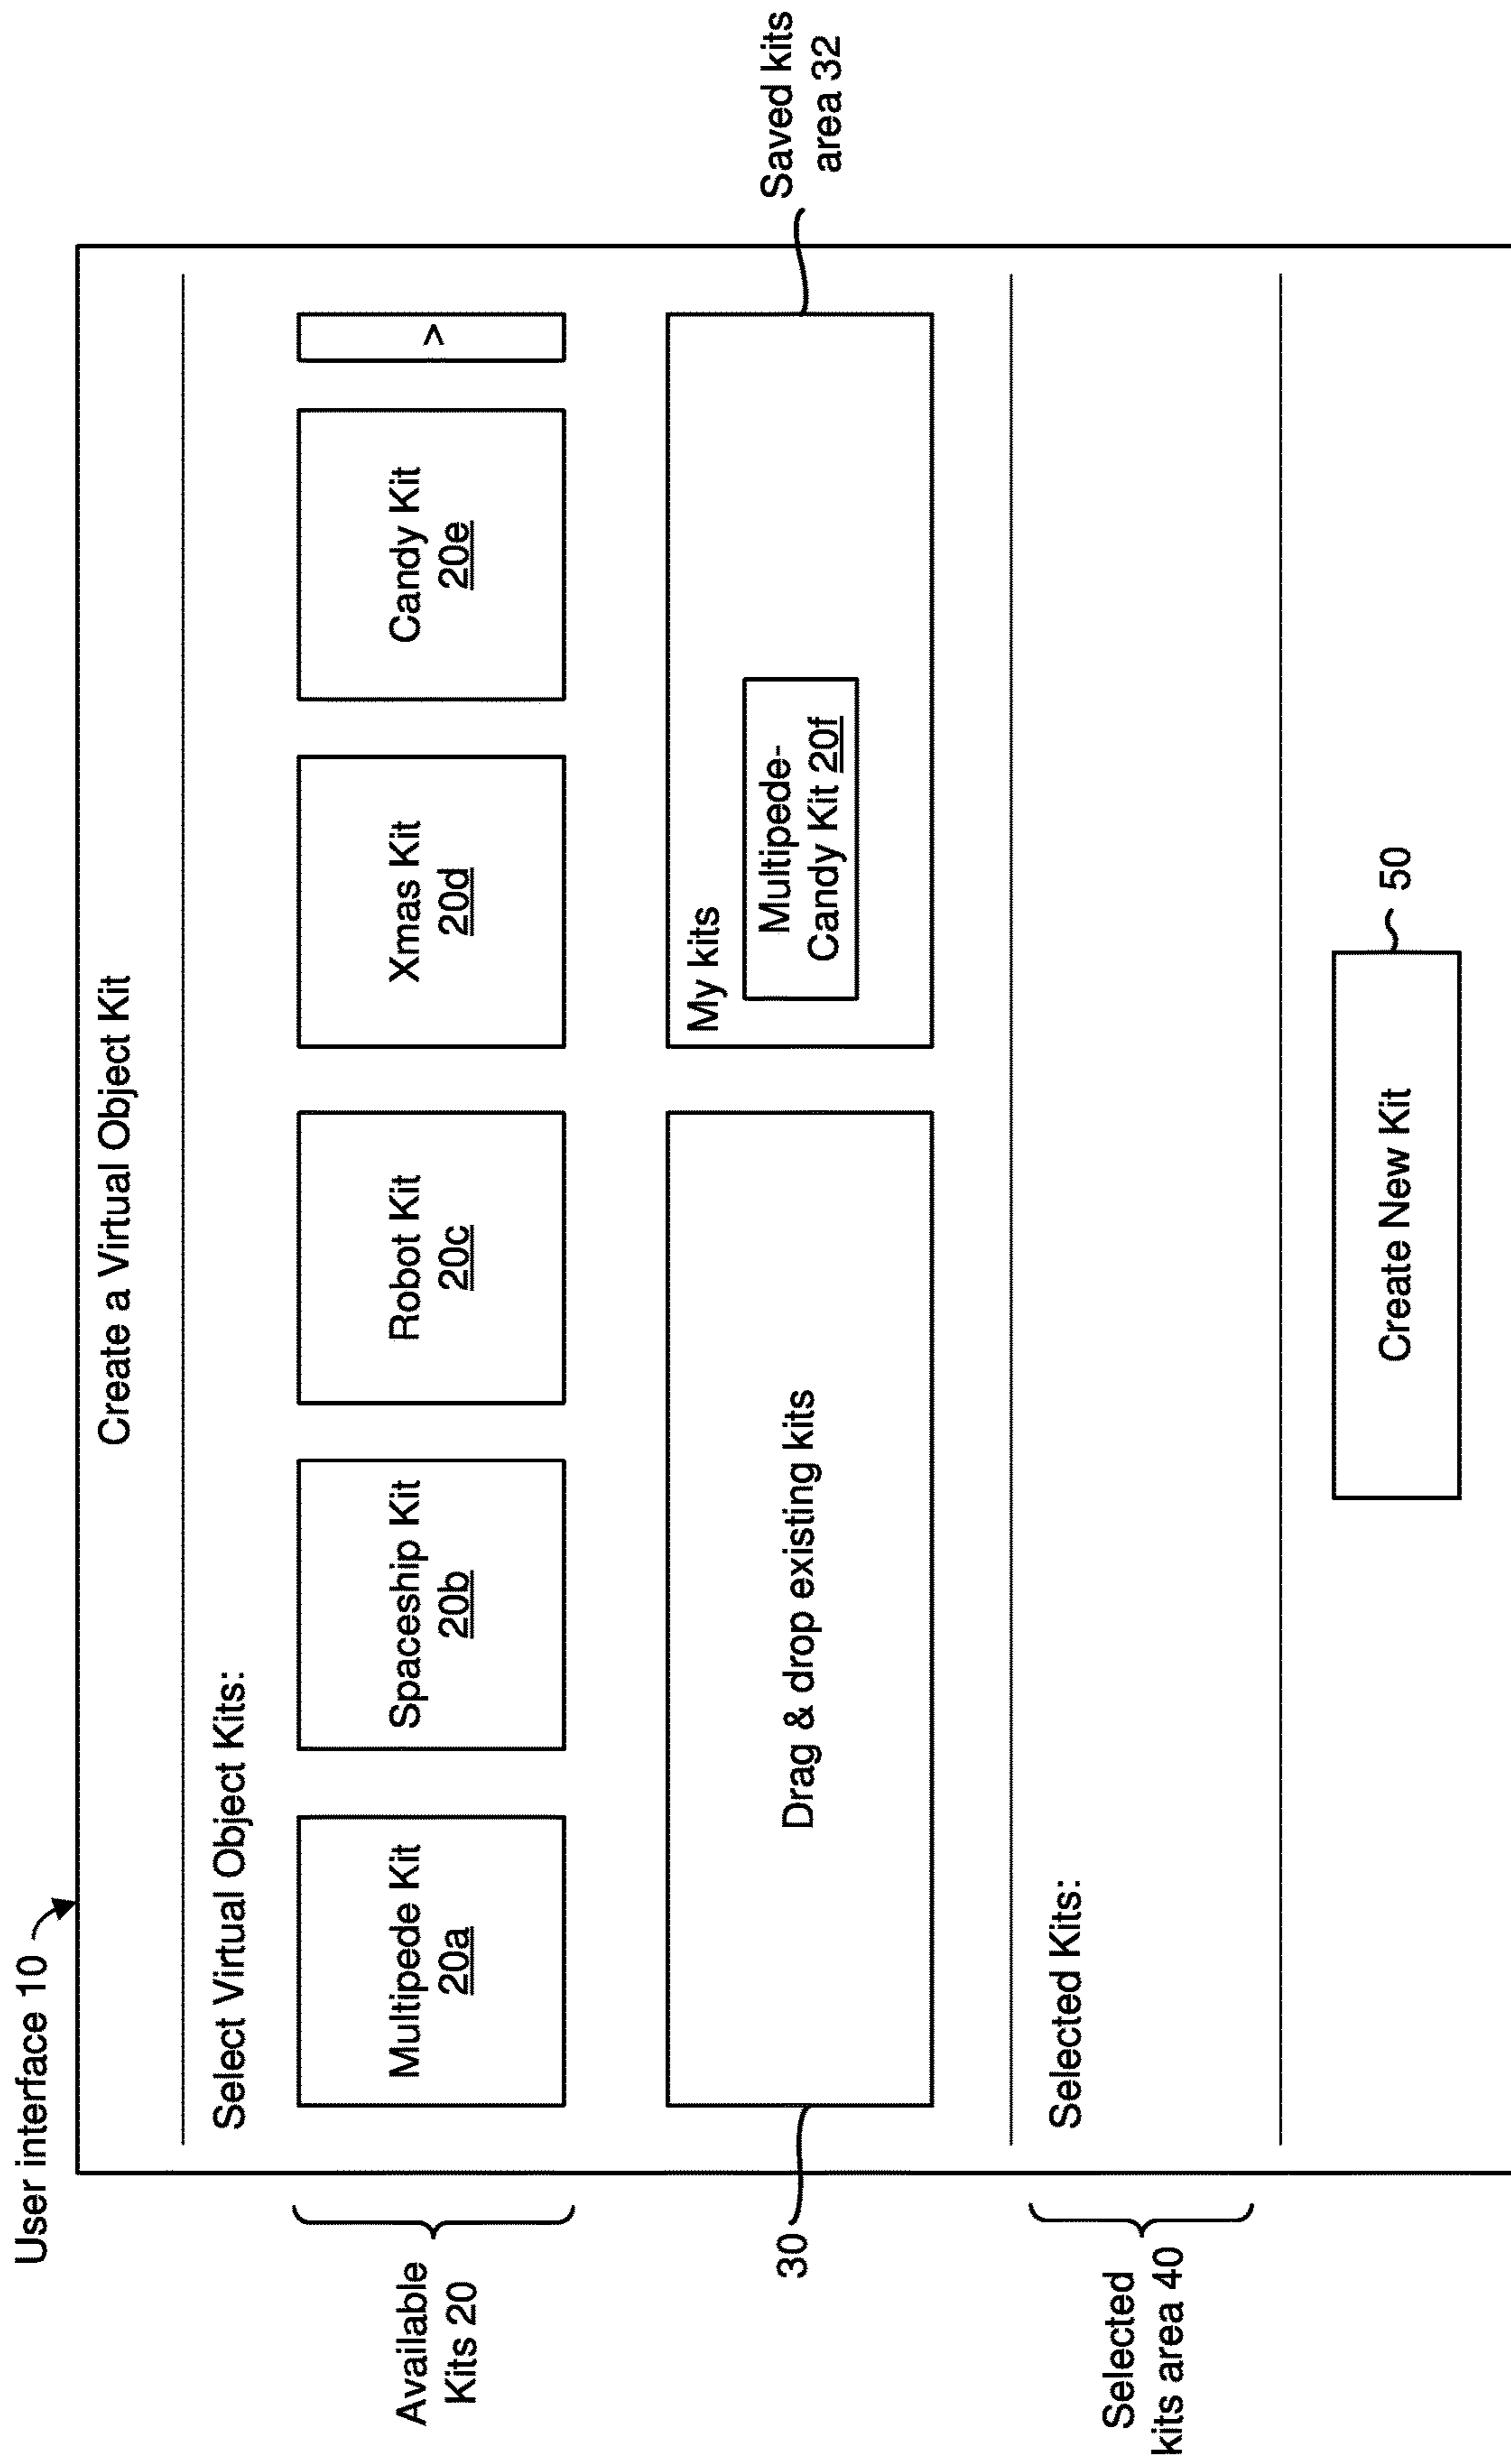 User interface 10
Create a Virtual Object Kit
Select Virtual Object Kits:
Available
Kits 20
Multipede Kit
20a
Spaceship Kit
20b
Robot Kit
20c
Xmas Kit
20d
Candy Kit
20e
>
30
Drag & drop existing kits
My kits
Multipede-
Candy Kit 20f
Saved kits
area 32
Selected
kits area 40
Selected Kits:
Create New Kit
50